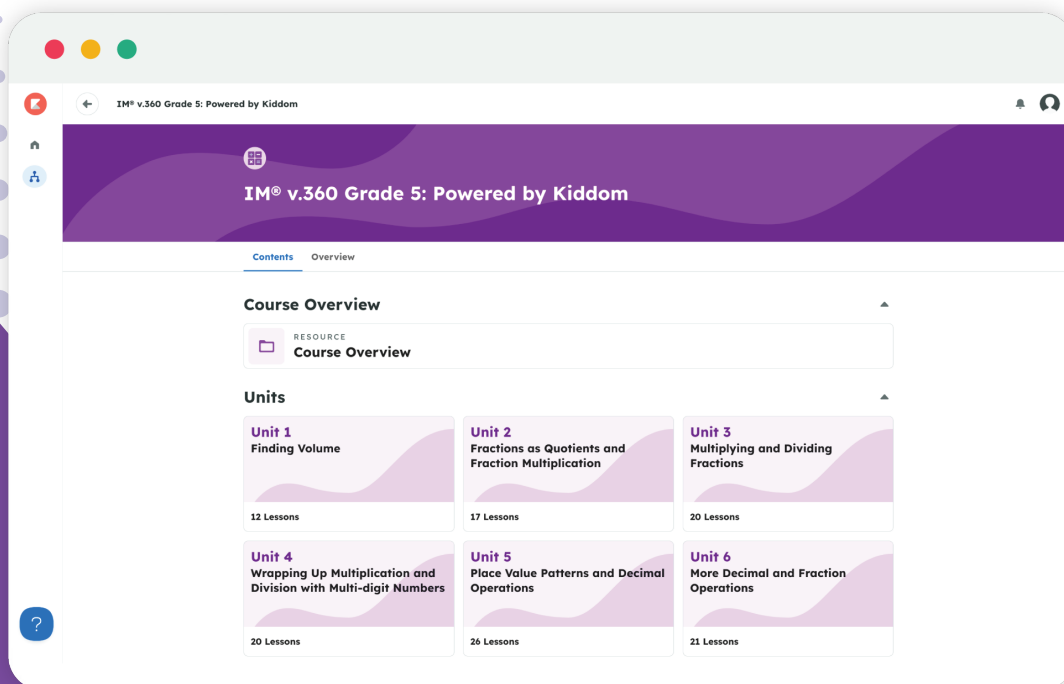 IM® v.360 Grade 5: Powered by Kiddom
IM® v.360 Grade 5: Powered by Kiddom
Contents
Overview
Course Overview
RESOURCE
Course Overview
Units
Unit 1
Finding Volume
12 Lessons
Unit 2
Fractions as Quotients and
Fraction Multiplication
17 Lessons
Unit 3
Multiplying and Dividing
Fractions
20 Lessons
Unit 4
Wrapping Up Multiplication and
Division with Multi-digit Numbers
20 Lessons
Unit 5
Place Value Patterns and Decimal
Operations
26 Lessons
Unit 6
More Decimal and Fraction
Operations
21 Lessons
?